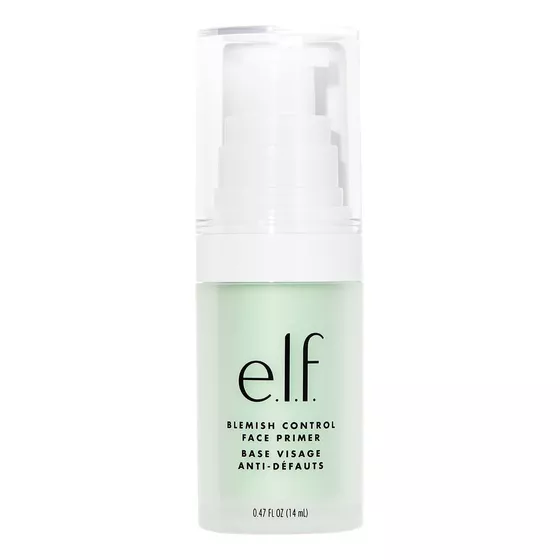 e.l.f.
BLEMISH CONTROL
FACE PRIMER
BASE VISAGE
ANTI-DÉFAUTS
0.47 FL OZ (14 mL)